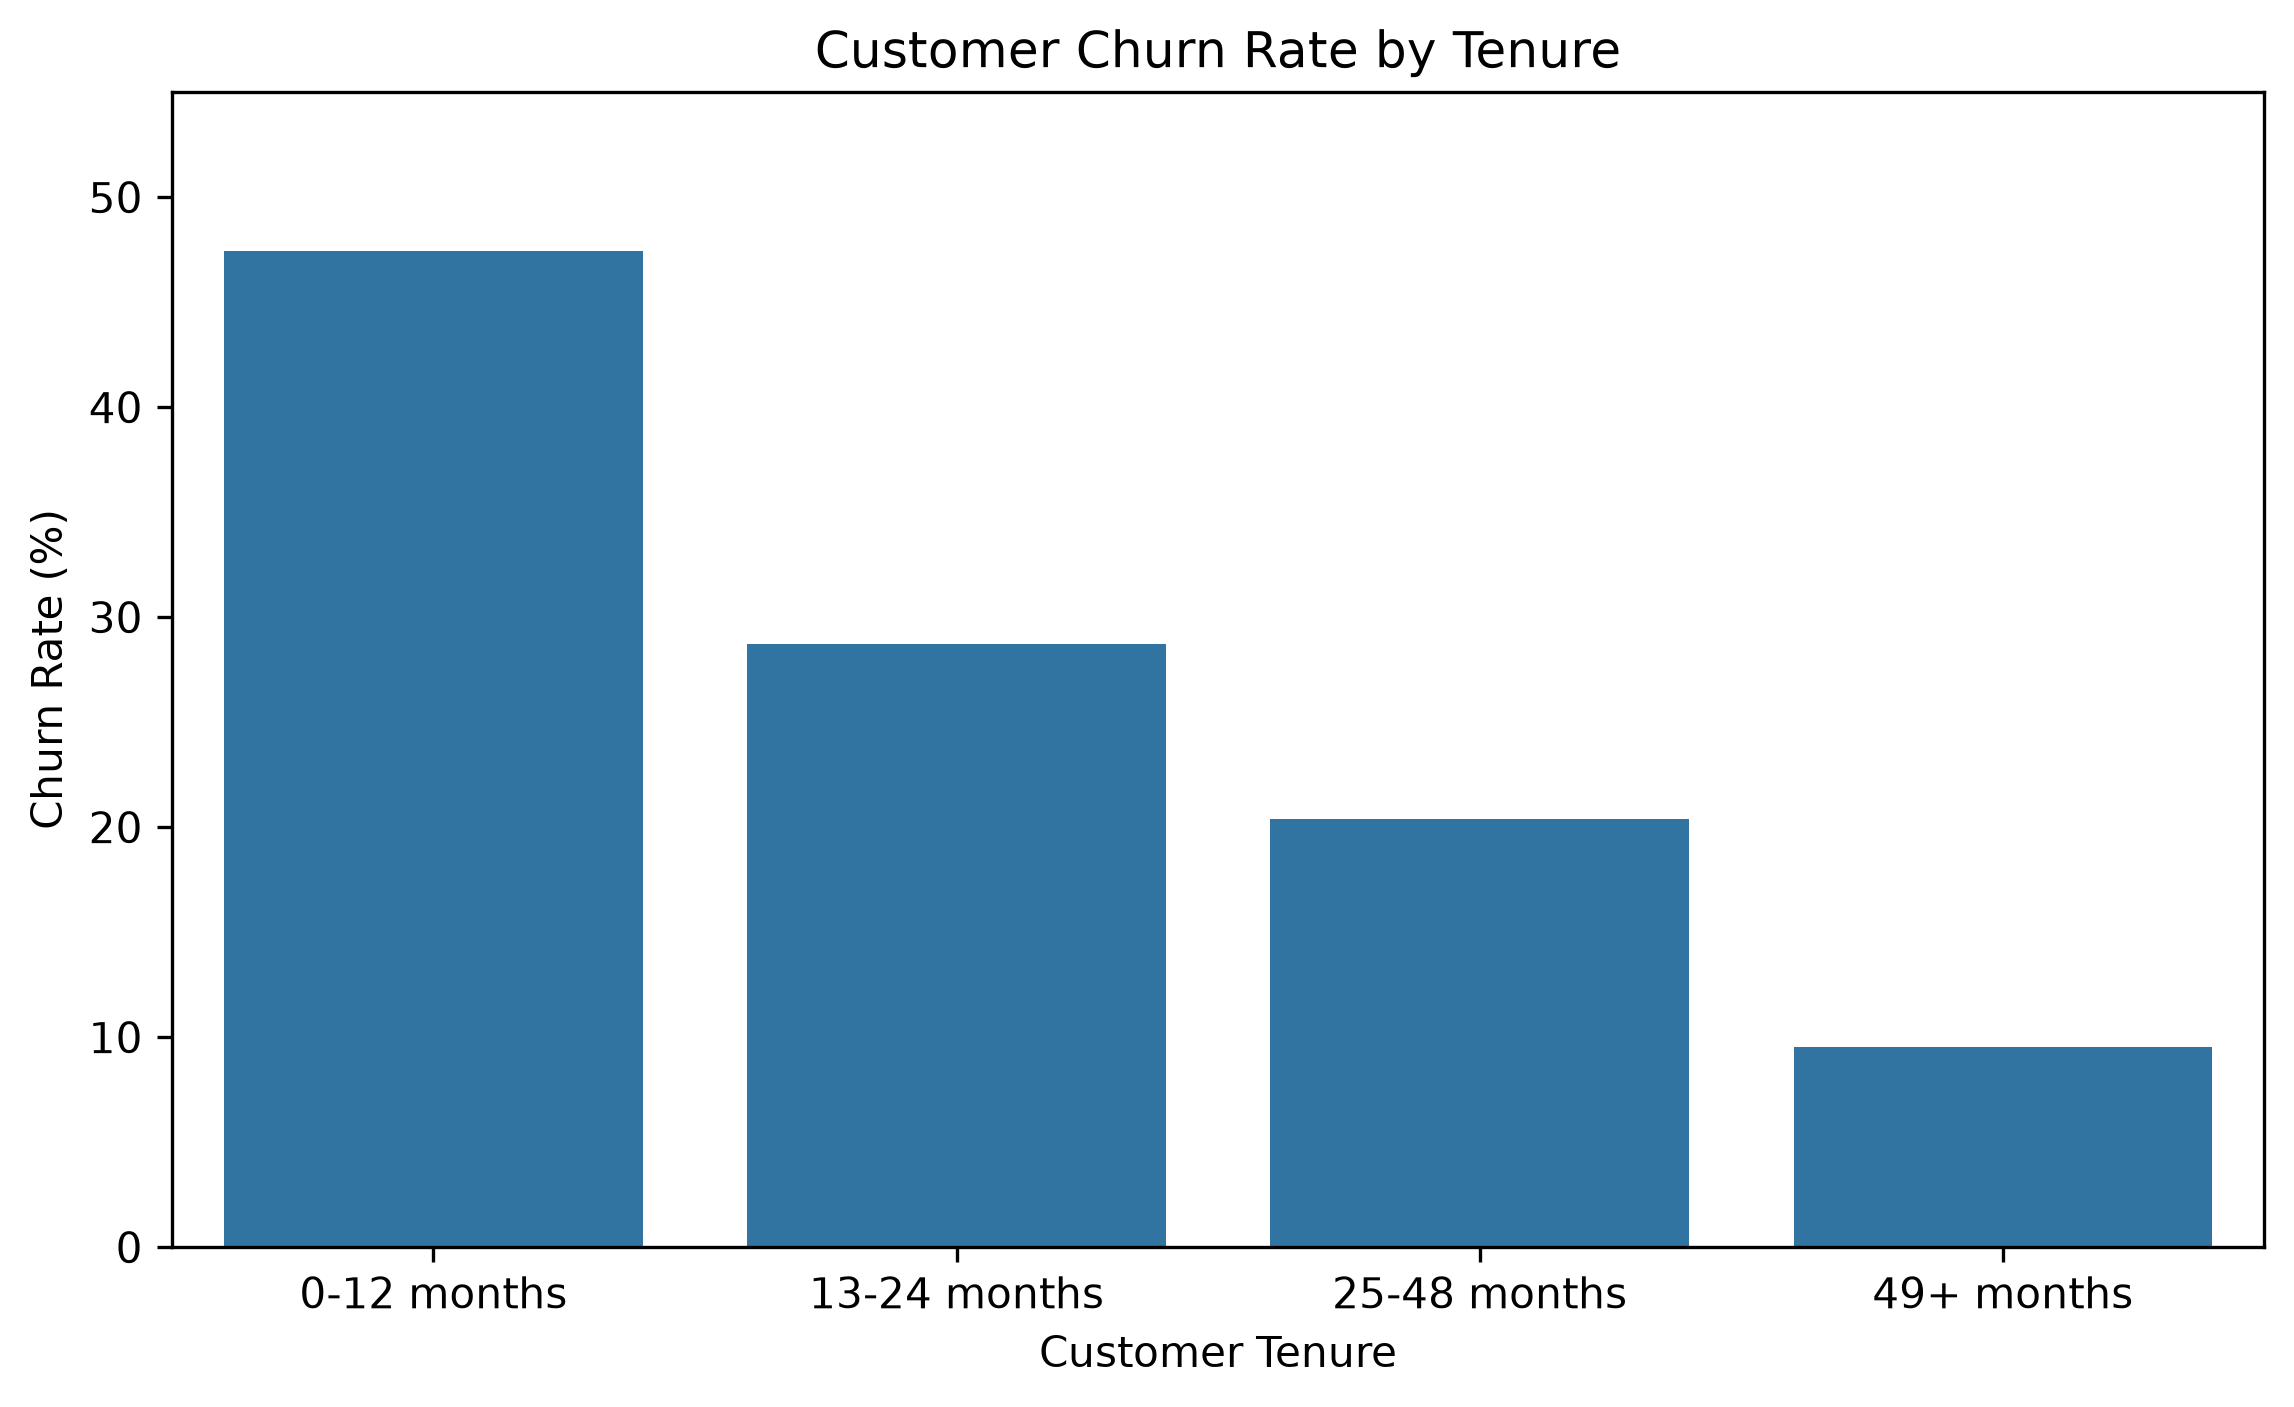 Customer Churn Rate by Tenure
Churn Rate (%)
50
40
30
20
10
0
0-12 months
13-24 months
25-48 months
49+ months
Customer Tenure